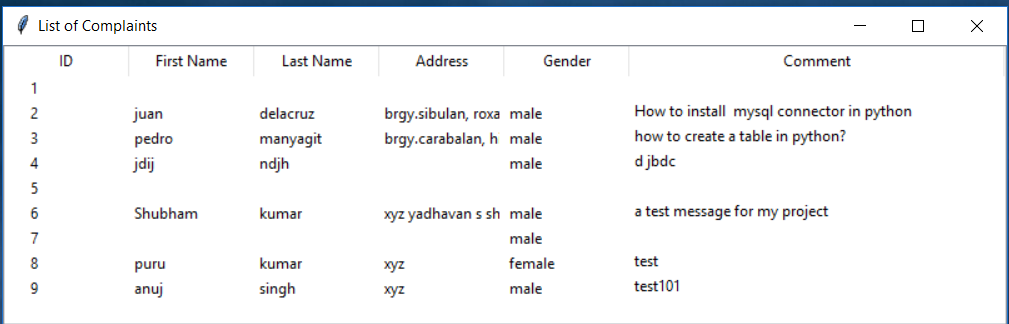 List of Complaints
ID First Name Last Name Address Gender Comment
1
2 juan delacruz brgy.sibulan, roxa male How to install  mysql connector in python
3 pedro manyagit brgy.carabalan, h male how to create a table in python?
4 jdij ndjh male d jbdc
5
6 Shubham kumar xyz yadhavan s sh male a test message for my project
7 male
8 puru kumar xyz female test
9 anuj singh xyz male test101